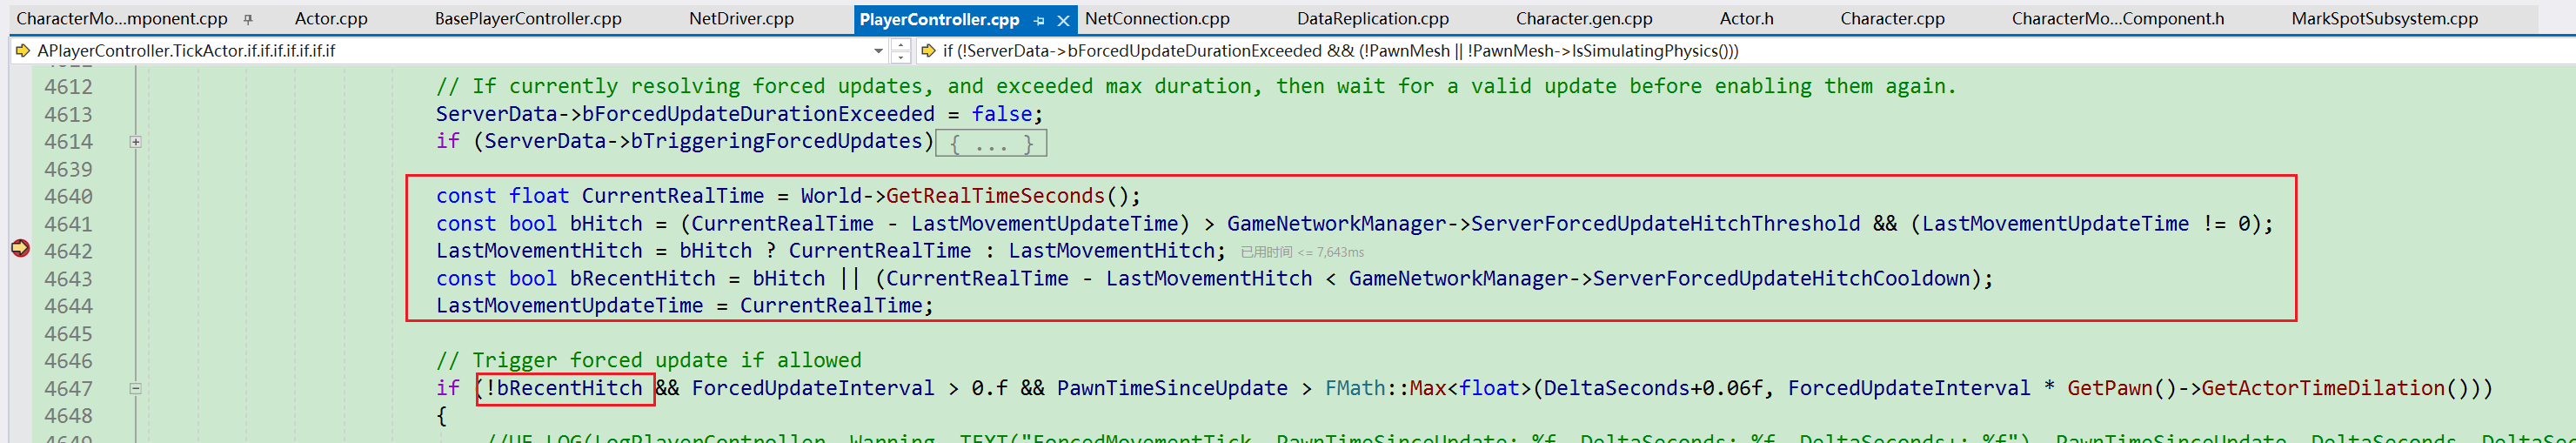 CharacterMo...mponent.cpp Actor.cpp BasePlayerController.cpp NetDriver.cpp PlayerController.cpp NetConnection.cpp DataReplication.cpp Character.gen.cpp Actor.h Character.cpp CharacterMo...Component.h MarkSpotSubsystem.cpp
APlayerController.TickActor.if.if.if.if.if.if.if if (!ServerData->bForcedUpdateDurationExceeded && (!PawnMesh || !PawnMesh->IsSimulatingPhysics()))
4612 // If currently resolving forced updates, and exceeded max duration, then wait for a valid update before enabling them again.
4613 ServerData->bForcedUpdateDurationExceeded = false;
4614 if (ServerData->bTriggeringForcedUpdates) { ... }
4639
4640 const float CurrentRealTime = World->GetRealTimeSeconds();
4641 const bool bHitch = (CurrentRealTime - LastMovementUpdateTime) > GameNetworkManager->ServerForcedUpdateHitchThreshold && (LastMovementUpdateTime != 0);
4642 LastMovementHitch = bHitch ? CurrentRealTime : LastMovementHitch; 已用时间 <= 7,643ms
4643 const bool bRecentHitch = bHitch || (CurrentRealTime - LastMovementHitch < GameNetworkManager->ServerForcedUpdateHitchCooldown);
4644 LastMovementUpdateTime = CurrentRealTime;
4645
4646 // Trigger forced update if allowed
4647 if (!bRecentHitch && ForcedUpdateInterval > 0.f && PawnTimeSinceUpdate > FMath::Max<float>(DeltaSeconds+0.06f, ForcedUpdateInterval * GetPawn()->GetActorTimeDilation()))
4648 {